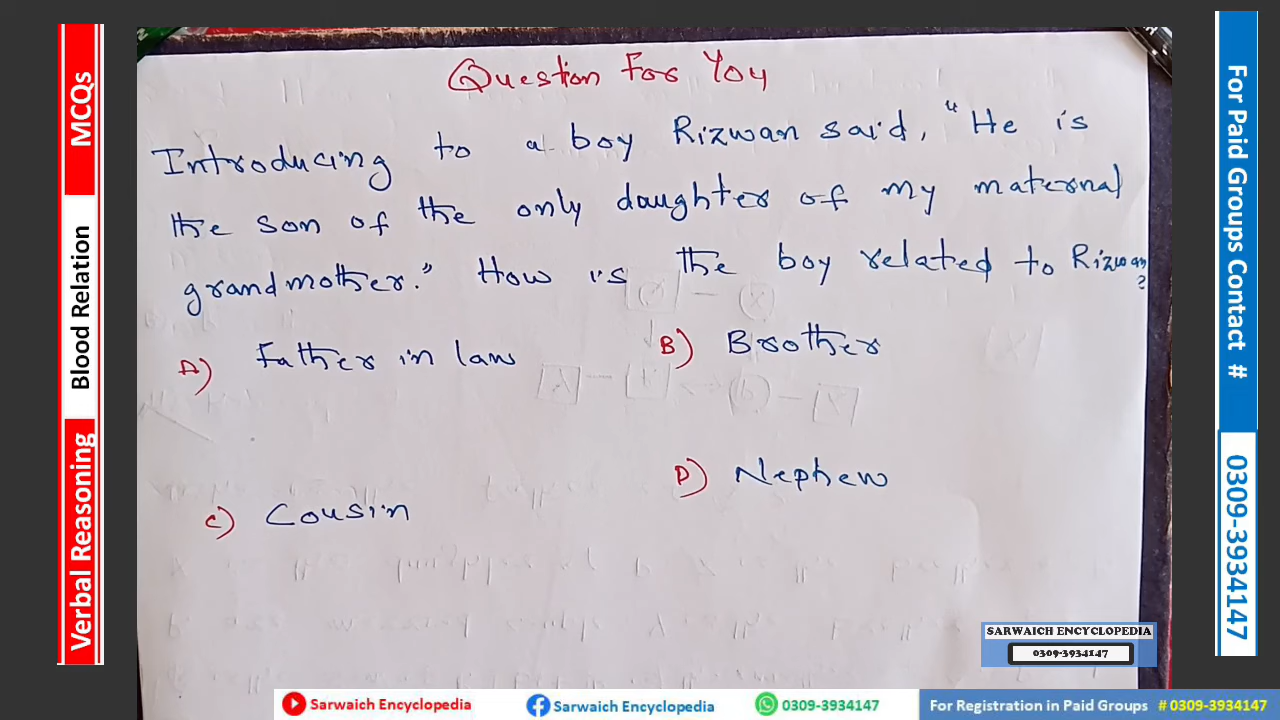 Question For You
Introducing to a boy Rizwan said, "He is
the son of the only daughter of my maternal
grandmother." How is the boy related to Rizwan
?
A) Father in law
B) Brother
C) Cousin
D) Nephew
MCQs
Blood Relation
Verbal Reasoning
For Paid Groups Contact #
0309-3934147
SARWAICH ENCYCLOPEDIA
0309-3934147
Sarwaich Encyclopedia
Sarwaich Encyclopedia
0309-3934147
For Registration in Paid Groups # 0309-3934147